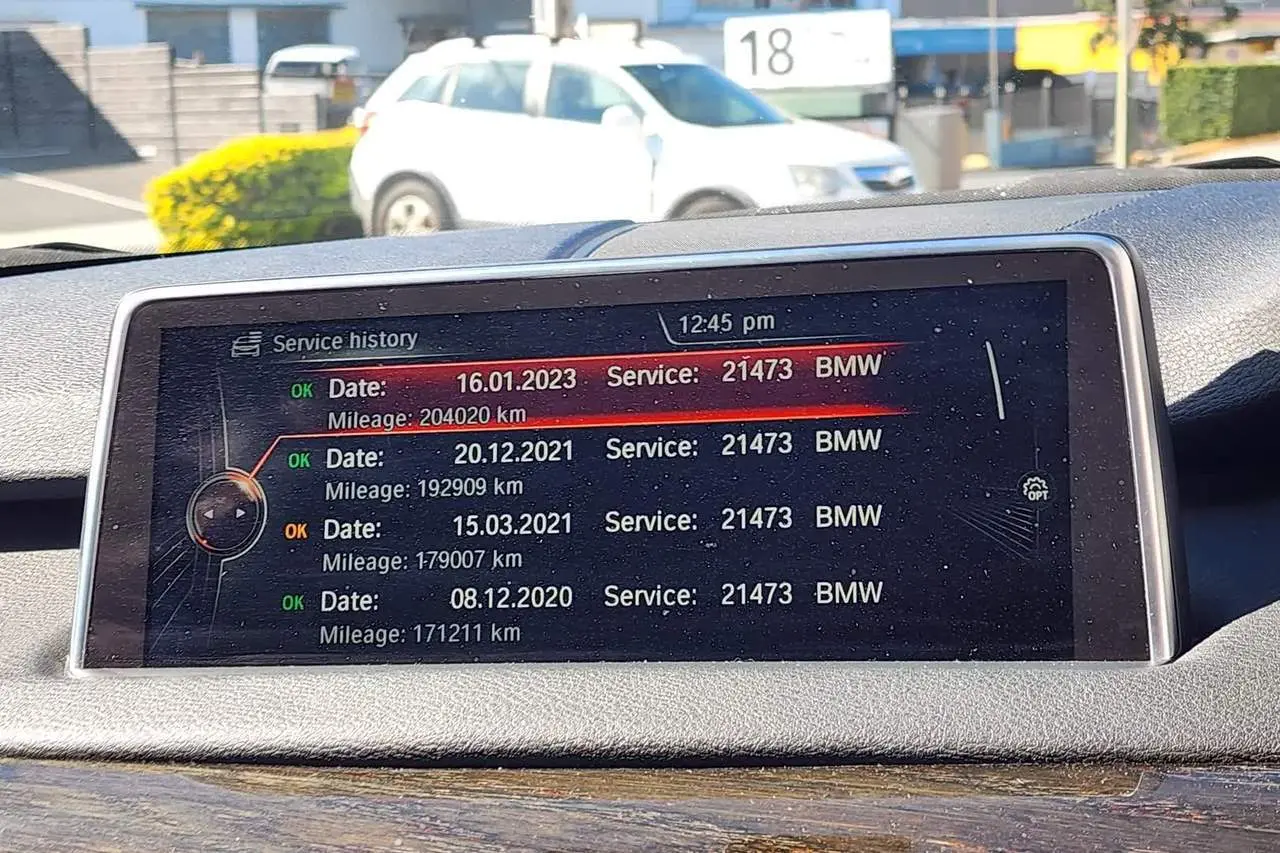 18
Service history 12:45 pm
OK Date: 16.01.2023 Service: 21473 BMW
Mileage: 204020 km
OK Date: 20.12.2021 Service: 21473 BMW
Mileage: 192909 km
OK Date: 15.03.2021 Service: 21473 BMW
Mileage: 179007 km
OPT
OK Date: 08.12.2020 Service: 21473 BMW
Mileage: 171211 km